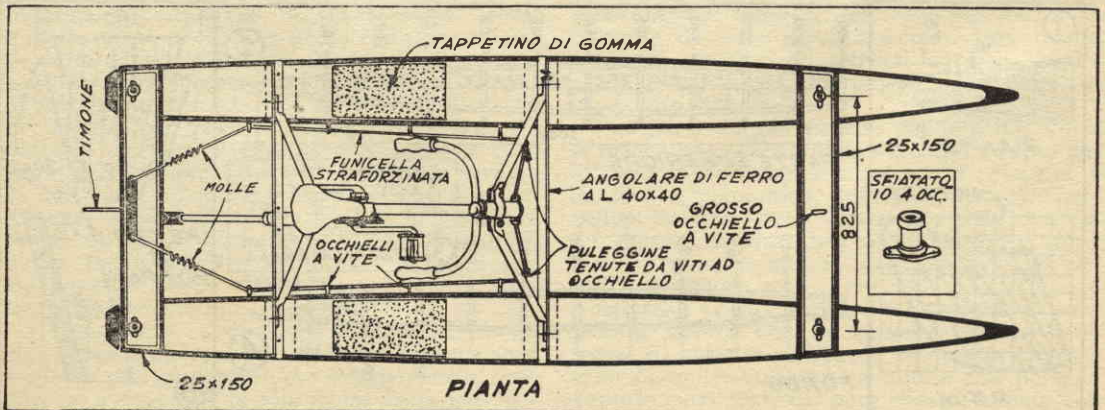 TAPPETINO DI GOMMA
TIMONE
MOLLE
FUNICELLA
STRAFORZINATA
OCCHIELLI
A VITE
ANGOLARE DI FERRO
A L 40x40
GROSSO
OCCHIELLO
A VITE
PULEGGINE
TENUTE DA VITI AD
OCCHIELLO
25x150
825
SFIATATO
IO 4 OCC.
25x150
PIANTA